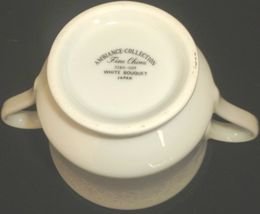 AMBIANCE-COLLECTION
Fine China
WHITE BOUQUET
JAPAN